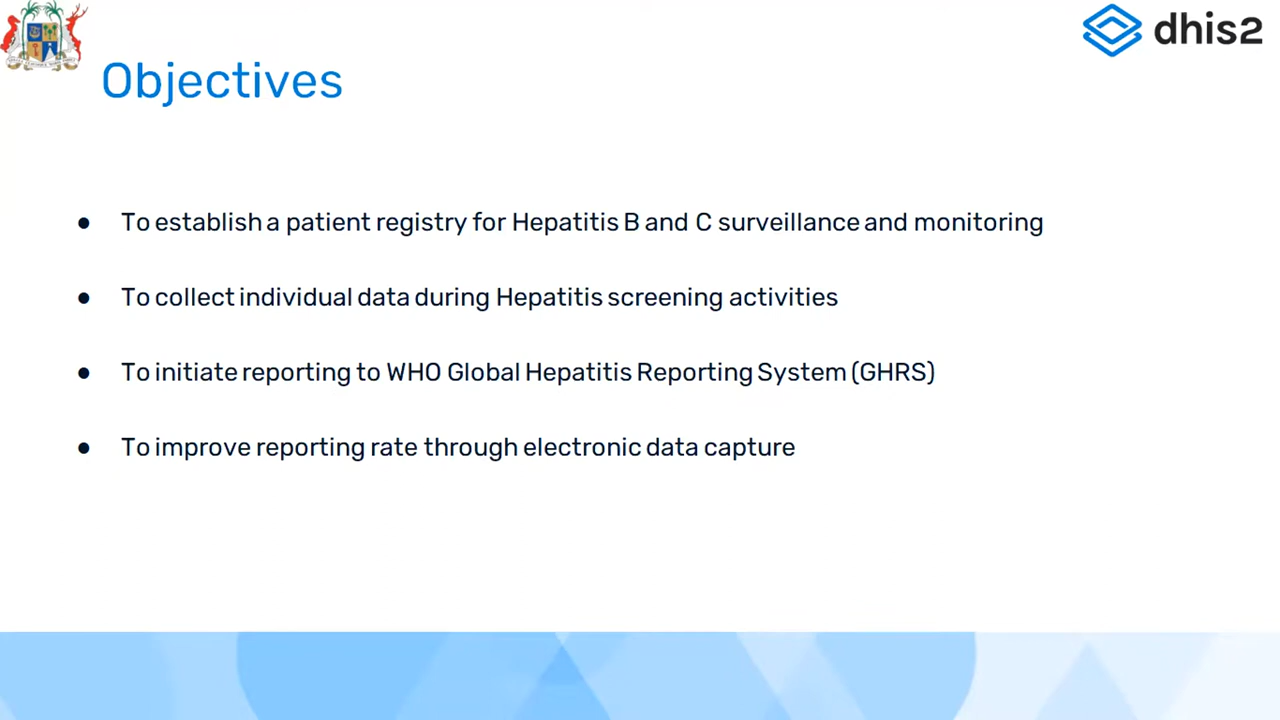 dhis2
Objectives
● To establish a patient registry for Hepatitis B and C surveillance and monitoring
● To collect individual data during Hepatitis screening activities
● To initiate reporting to WHO Global Hepatitis Reporting System (GHRS)
● To improve reporting rate through electronic data capture